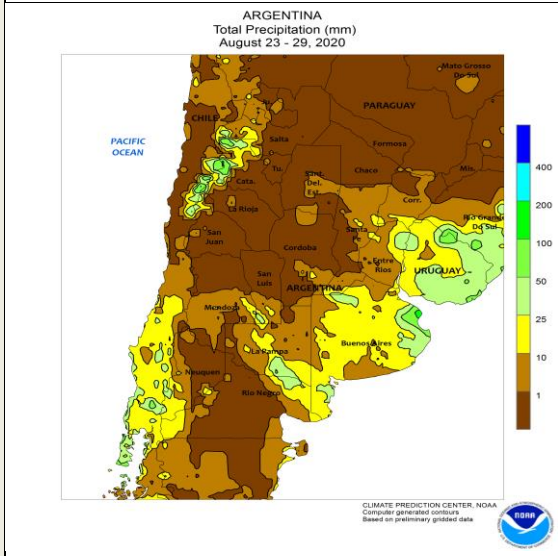 ARGENTINA
Total Precipitation (mm)
August 23 - 29, 2020
Mato Grosso
Do Sul
PARAGUAY
CHILE
PACIFIC
OCEAN
Salta
Formosa
Tu.
Chaco
Mis.
Sant.
Del.
Est.
Cata.
Corr.
La Rioja
Rio Grande
Do Sul
San
Juan
Santa
Fe
Cordoba
Entre
Rios
URUGUAY
San
Luis
ARGENTINA
Mendoza
Buenos Aires
La Pampa
Neuquen
Rio Negro
400
200
100
50
25
10
1
CLIMATE PREDICTION CENTER, NOAA
Computer generated contours
Based on preliminary gridded data
NOAA